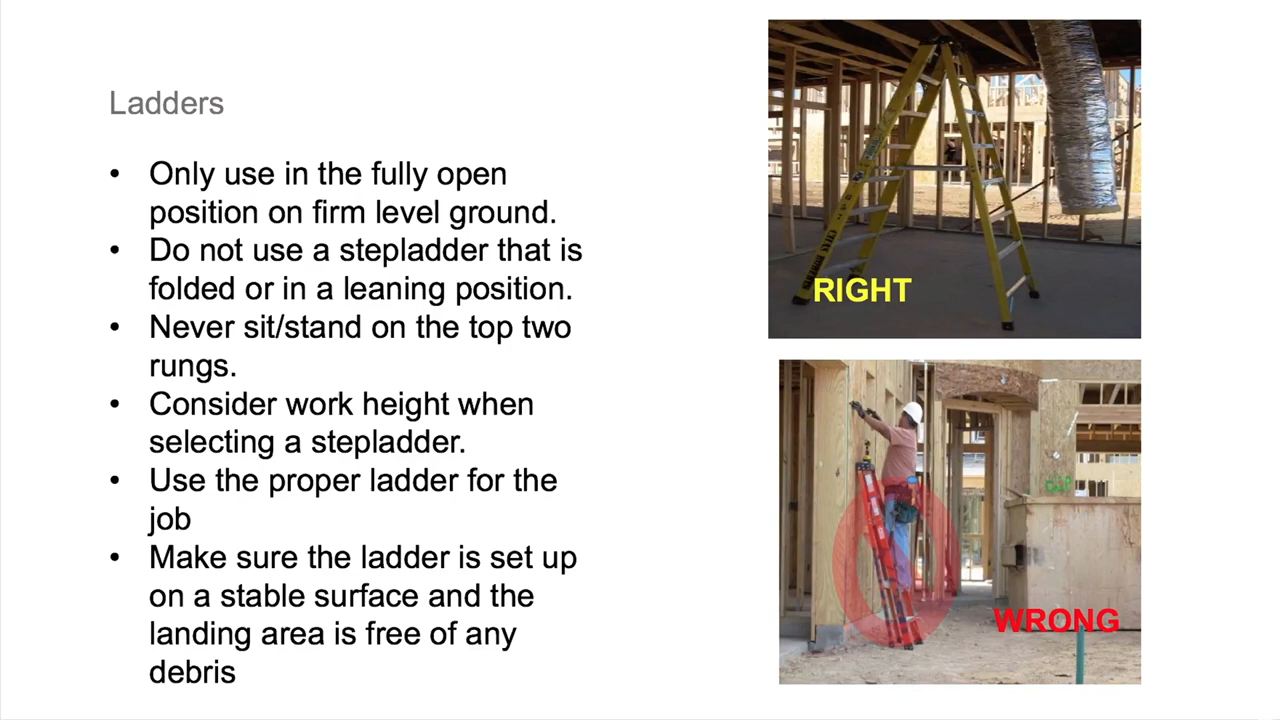 Ladders
• Only use in the fully open
position on firm level ground.
• Do not use a stepladder that is
folded or in a leaning position.
• Never sit/stand on the top two
rungs.
• Consider work height when
selecting a stepladder.
• Use the proper ladder for the
job
• Make sure the ladder is set up
on a stable surface and the
landing area is free of any
debris
RIGHT
WRONG